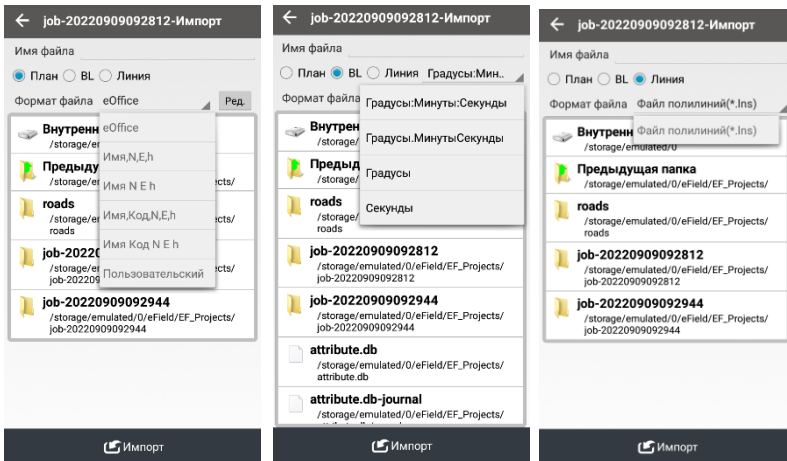 job-20220909092812-Импорт
Имя файла
План BL Линия
Формат файла eOffice Ред.
eOffice
Имя,N,E,h
Имя N E h
Имя,Код,N,E,h
Имя Код N E h
Пользовательский
Внутренн
/storage/e
Предыду
/storage/er ects/
roads
/storage/er ects/
roads
job-2022
/storage/er ects/
job-202209
job-20220909092944
/storage/emulated/0/eField/EF_Projects/
job-20220909092944
Импорт
job-20220909092812-Импорт
Имя файла
План BL Линия Градусы:Мин..
Формат файла
Градусы:Минуты:Секунды
Градусы.МинутыСекунды
Градусы
Секунды
Внутрен
/storage/
Предыд
/storage/
roads
/storage/
roads
job-20220909092812
/storage/emulated/0/eField/EF_Projects/
job-20220909092812
job-20220909092944
/storage/emulated/0/eField/EF_Projects/
job-20220909092944
attribute.db
/storage/emulated/0/eField/EF_Projects/
attribute.db
attribute.db-journal
/storage/emulated/0/eField/EF_Projects/
Импорт
job-20220909092812-Импорт
Имя файла
План BL Линия
Формат файла Файл полилиний(*.lns)
Файл полилиний(*.lns)
Внутренн
/storage/emulated/0
Предыдущая папка
/storage/emulated/0/eField/EF_Projects/
roads
/storage/emulated/0/eField/EF_Projects/
roads
job-20220909092812
/storage/emulated/0/eField/EF_Projects/
job-20220909092812
job-20220909092944
/storage/emulated/0/eField/EF_Projects/
job-20220909092944
Импорт